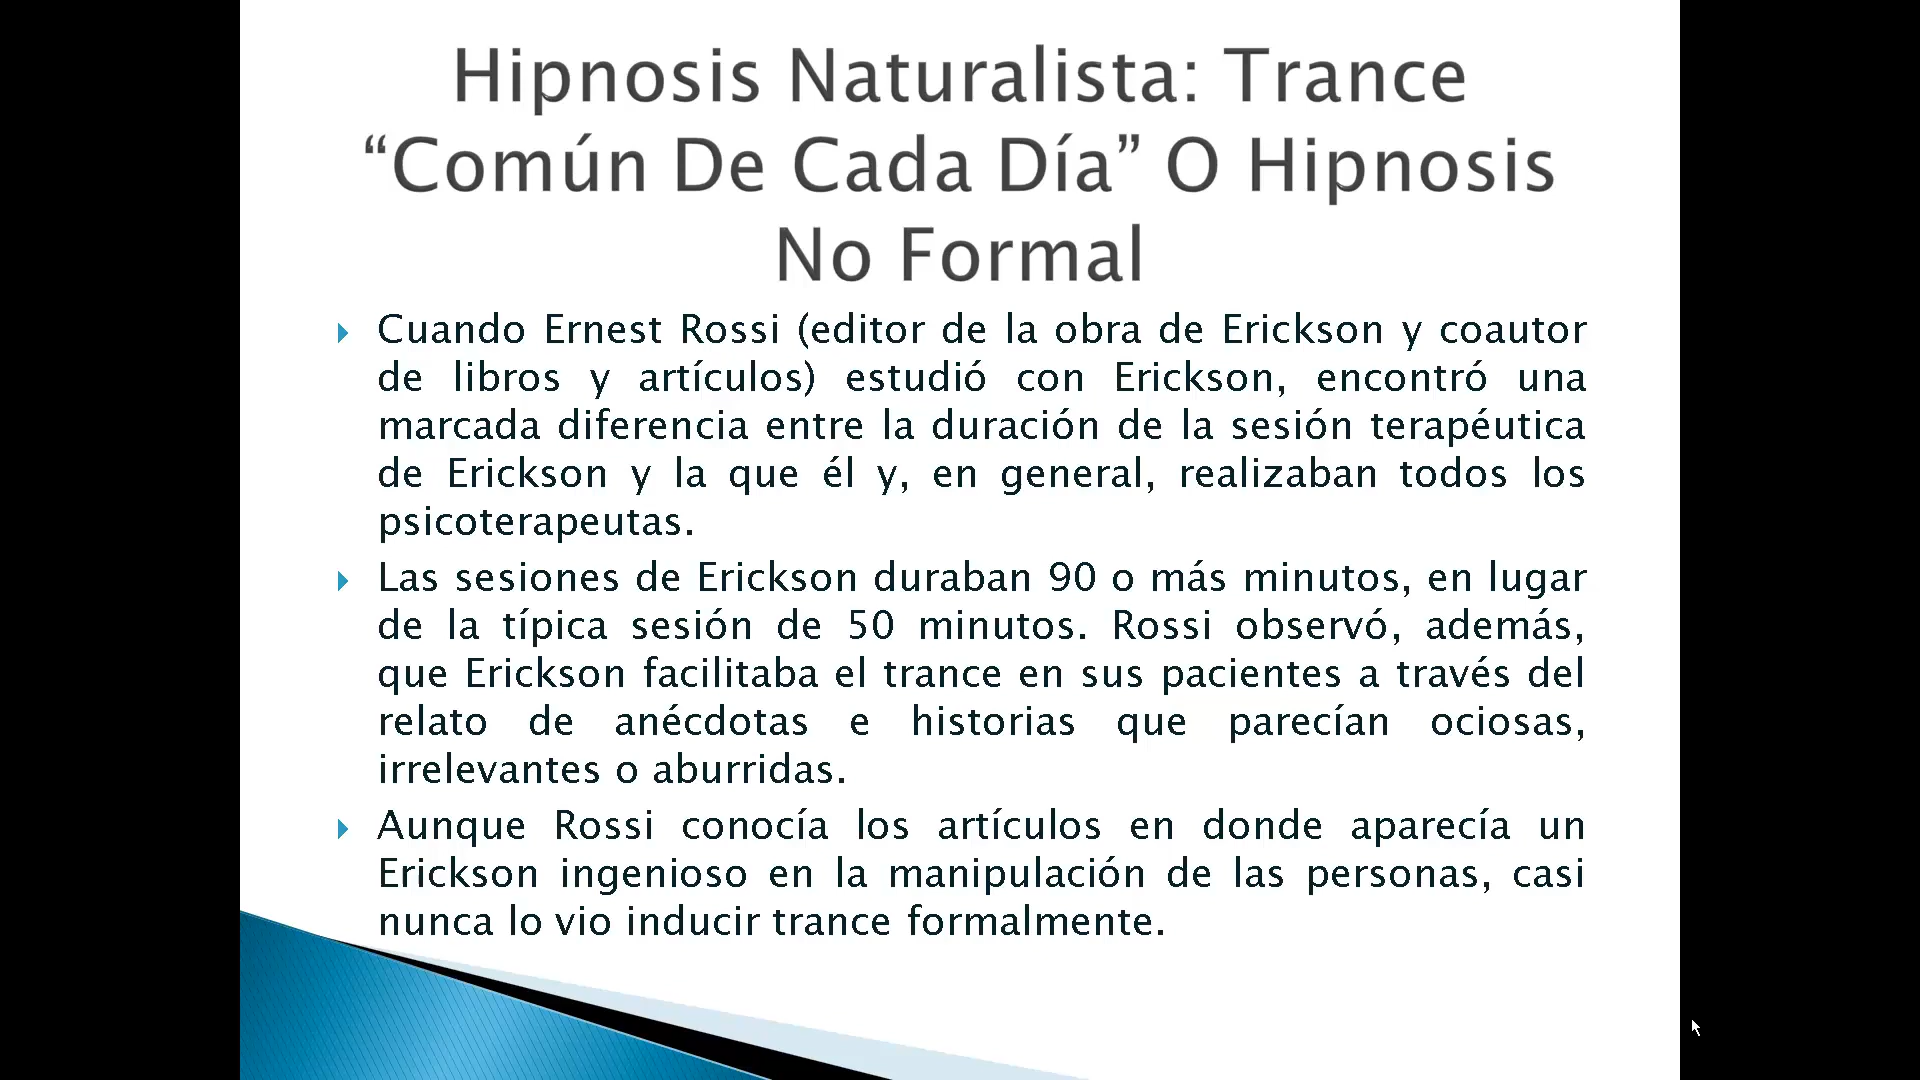 Hipnosis Naturalista: Trance
“Común De Cada Día” O Hipnosis
No Formal
Cuando Ernest Rossi (editor de la obra de Erickson y coautor
de libros y artículos) estudió con Erickson, encontró una
marcada diferencia entre la duración de la sesión terapéutica
de Erickson y la que él y, en general, realizaban todos los
psicoterapeutas.
Las sesiones de Erickson duraban 90 o más minutos, en lugar
de la típica sesión de 50 minutos. Rossi observó, además,
que Erickson facilitaba el trance en sus pacientes a través del
relato de anécdotas e historias que parecían ociosas,
irrelevantes o aburridas.
Aunque Rossi conocía los artículos en donde aparecía un
Erickson ingenioso en la manipulación de las personas, casi
nunca lo vio inducir trance formalmente.